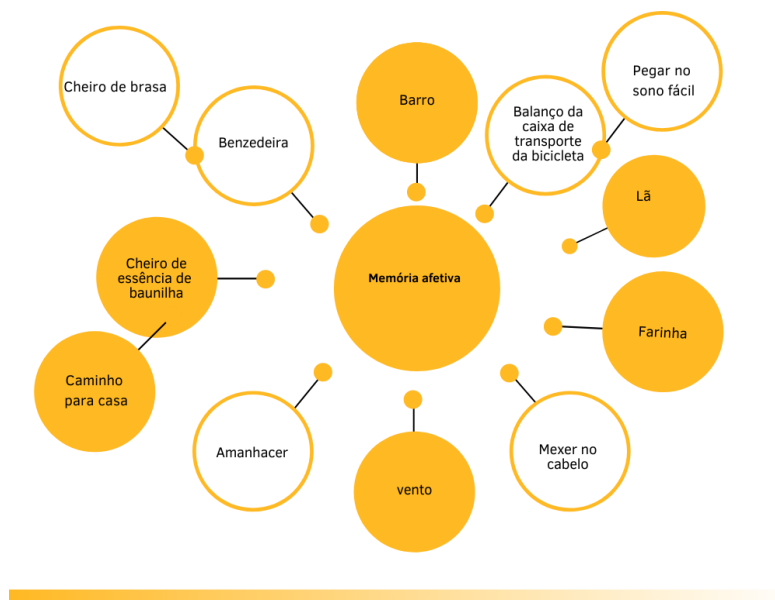 Cheiro de brasa
Benzedeira
Barro
Balanço da
caixa de
transporte
da bicicleta
Pegar no
sono fácil
Lã
Cheiro de
essência de
baunilha
Memória afetiva
Farinha
Caminho
para casa
Amanhacer
vento
Mexer no
cabelo